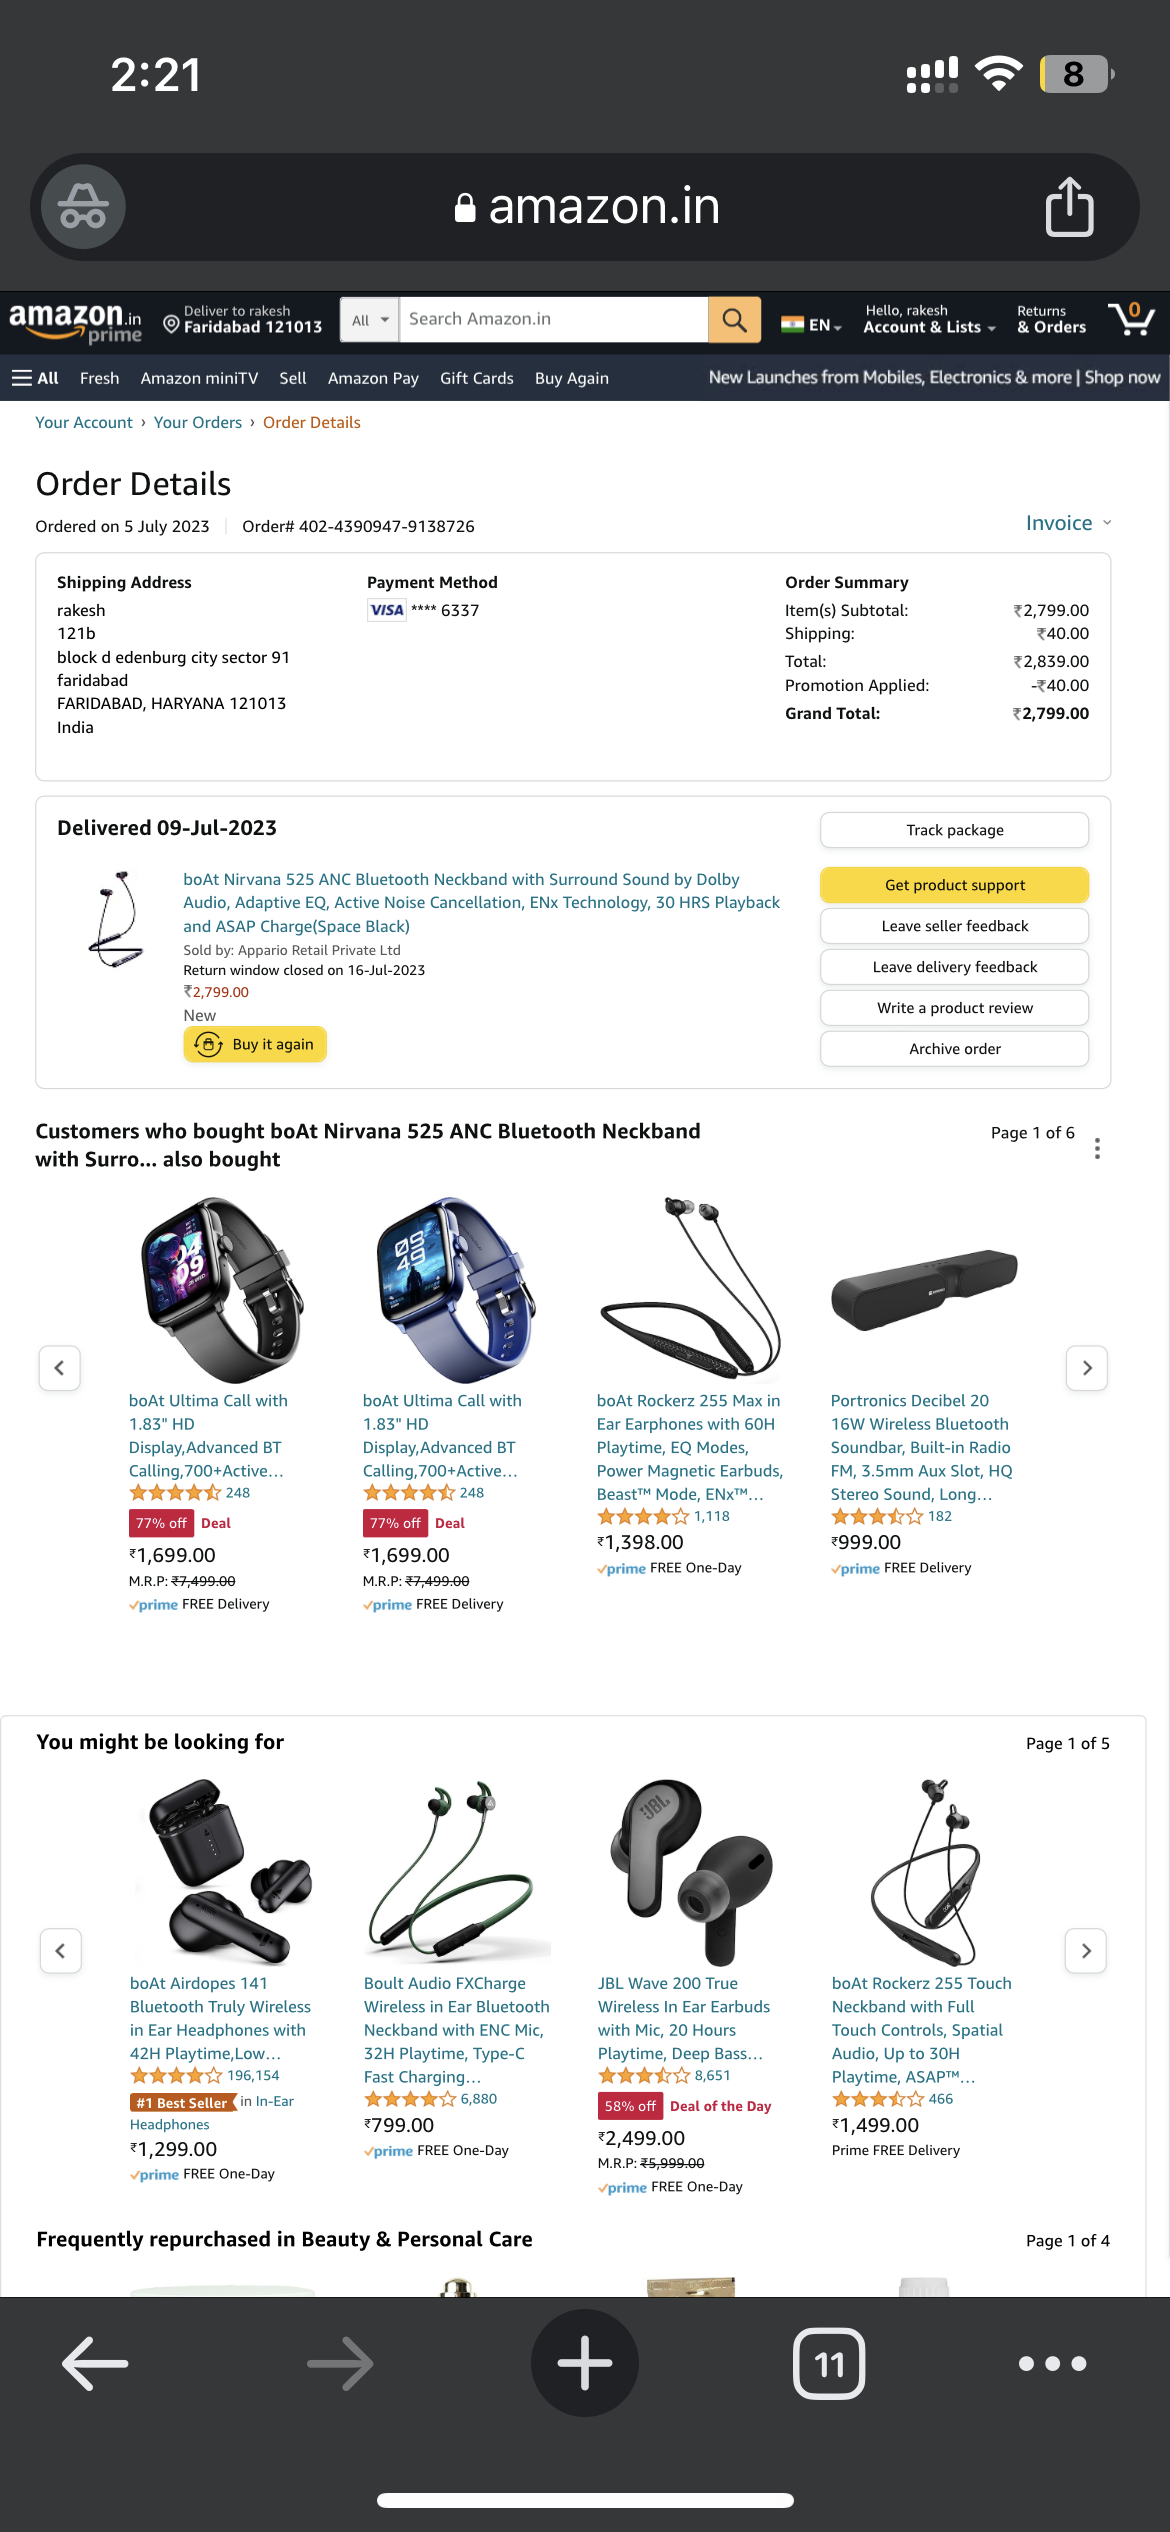 2:21
8
amazon.in
amazon.in
prime
Deliver to rakesh
Faridabad 121013
All
Search Amazon.in
EN
Hello, rakesh
Account & Lists
Returns
& Orders
0
All Fresh Amazon miniTV Sell Amazon Pay Gift Cards Buy Again
New Launches from Mobiles, Electronics & more | Shop now
Your Account › Your Orders › Order Details
Order Details
Ordered on 5 July 2023 Order# 402-4390947-9138726
Invoice
Shipping Address
rakesh
121b
block d edenburg city sector 91
faridabad
FARIDABAD, HARYANA 121013
India
Payment Method
VISA **** 6337
Order Summary
Item(s) Subtotal: ₹2,799.00
Shipping: ₹40.00
Total: ₹2,839.00
Promotion Applied: -₹40.00
Grand Total: ₹2,799.00
Delivered 09-Jul-2023
boAt Nirvana 525 ANC Bluetooth Neckband with Surround Sound by Dolby
Audio, Adaptive EQ, Active Noise Cancellation, ENx Technology, 30 HRS Playback
and ASAP Charge(Space Black)
Sold by: Appario Retail Private Ltd
Return window closed on 16-Jul-2023
₹2,799.00
New
Buy it again
Track package
Get product support
Leave seller feedback
Leave delivery feedback
Write a product review
Archive order
Customers who bought boAt Nirvana 525 ANC Bluetooth Neckband
with Surro... also bought
Page 1 of 6
04
09
boAt Ultima Call with
1.83" HD
Display,Advanced BT
Calling,700+Active…
248
77% off Deal
₹1,699.00
M.R.P: ₹7,499.00
prime FREE Delivery
boAt Ultima Call with
1.83" HD
Display,Advanced BT
Calling,700+Active…
248
77% off Deal
₹1,699.00
M.R.P: ₹7,499.00
prime FREE Delivery
boAt Rockerz 255 Max in
Ear Earphones with 60H
Playtime, EQ Modes,
Power Magnetic Earbuds,
Beast™ Mode, ENx™…
1,118
₹1,398.00
prime FREE One-Day
Portronics Decibel 20
16W Wireless Bluetooth
Soundbar, Built-in Radio
FM, 3.5mm Aux Slot, HQ
Stereo Sound, Long…
182
₹999.00
prime FREE Delivery
You might be looking for
Page 1 of 5
boAt Airdopes 141
Bluetooth Truly Wireless
in Ear Headphones with
42H Playtime,Low…
196,154
#1 Best Seller in In-Ear
Headphones
₹1,299.00
prime FREE One-Day
Boult Audio FXCharge
Wireless in Ear Bluetooth
Neckband with ENC Mic,
32H Playtime, Type-C
Fast Charging…
6,880
₹799.00
prime FREE One-Day
JBL
JBL Wave 200 True
Wireless In Ear Earbuds
with Mic, 20 Hours
Playtime, Deep Bass…
8,651
58% off Deal of the Day
₹2,499.00
M.R.P: ₹5,999.00
prime FREE One-Day
boAt Rockerz 255 Touch
Neckband with Full
Touch Controls, Spatial
Audio, Up to 30H
Playtime, ASAP™…
466
₹1,499.00
Prime FREE Delivery
Frequently repurchased in Beauty & Personal Care
Page 1 of 4
11